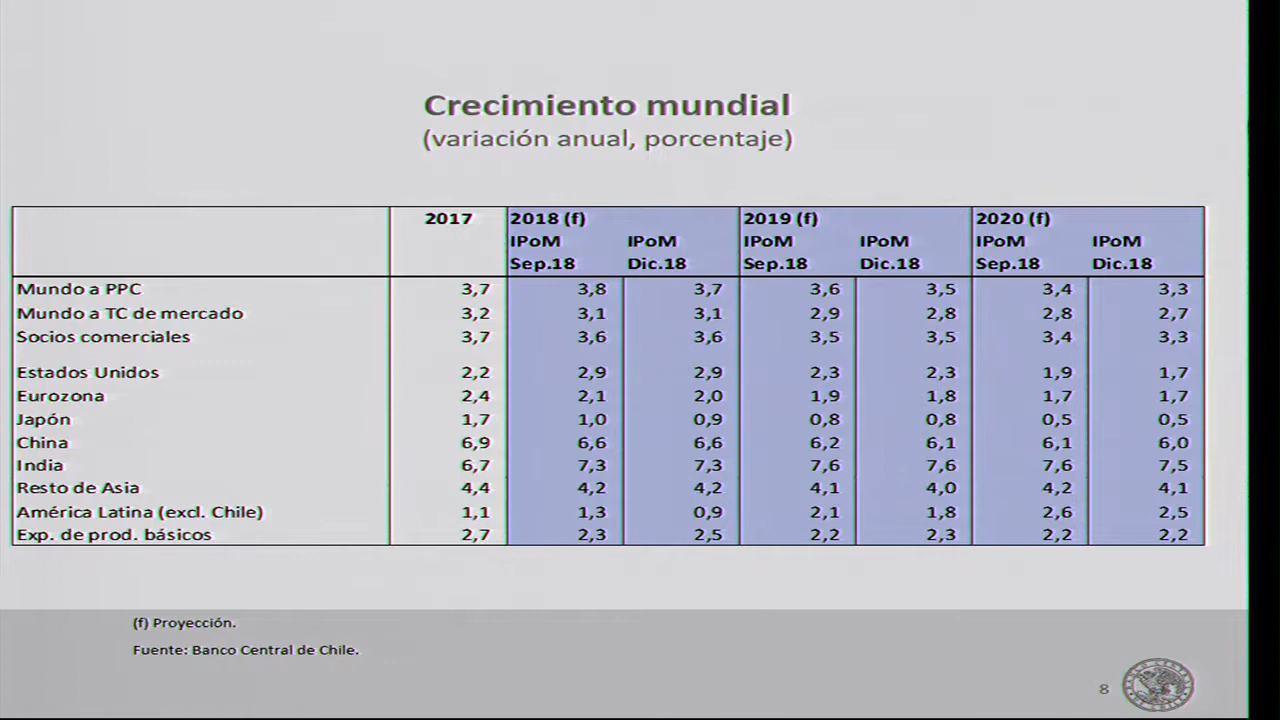 Crecimiento mundial
(variación anual, porcentaje)
2017 2018 (f) 2019 (f) 2020 (f)
IPoM IPoM IPoM IPoM IPoM IPoM
Sep.18 Dic.18 Sep.18 Dic.18 Sep.18 Dic.18
Mundo a PPC 3,7 3,8 3,7 3,6 3,5 3,4 3,3
Mundo a TC de mercado 3,2 3,1 3,1 2,9 2,8 2,8 2,7
Socios comerciales 3,7 3,6 3,6 3,5 3,5 3,4 3,3
Estados Unidos 2,2 2,9 2,9 2,3 2,3 1,9 1,7
Eurozona 2,4 2,1 2,0 1,9 1,8 1,7 1,7
Japón 1,7 1,0 0,9 0,8 0,8 0,5 0,5
China 6,9 6,6 6,6 6,2 6,1 6,1 6,0
India 6,7 7,3 7,3 7,6 7,6 7,6 7,5
Resto de Asia 4,4 4,2 4,2 4,1 4,0 4,2 4,1
América Latina (excl. Chile) 1,1 1,3 0,9 2,1 1,8 2,6 2,5
Exp. de prod. básicos 2,7 2,3 2,5 2,2 2,3 2,2 2,2
(f) Proyección.
Fuente: Banco Central de Chile.
8